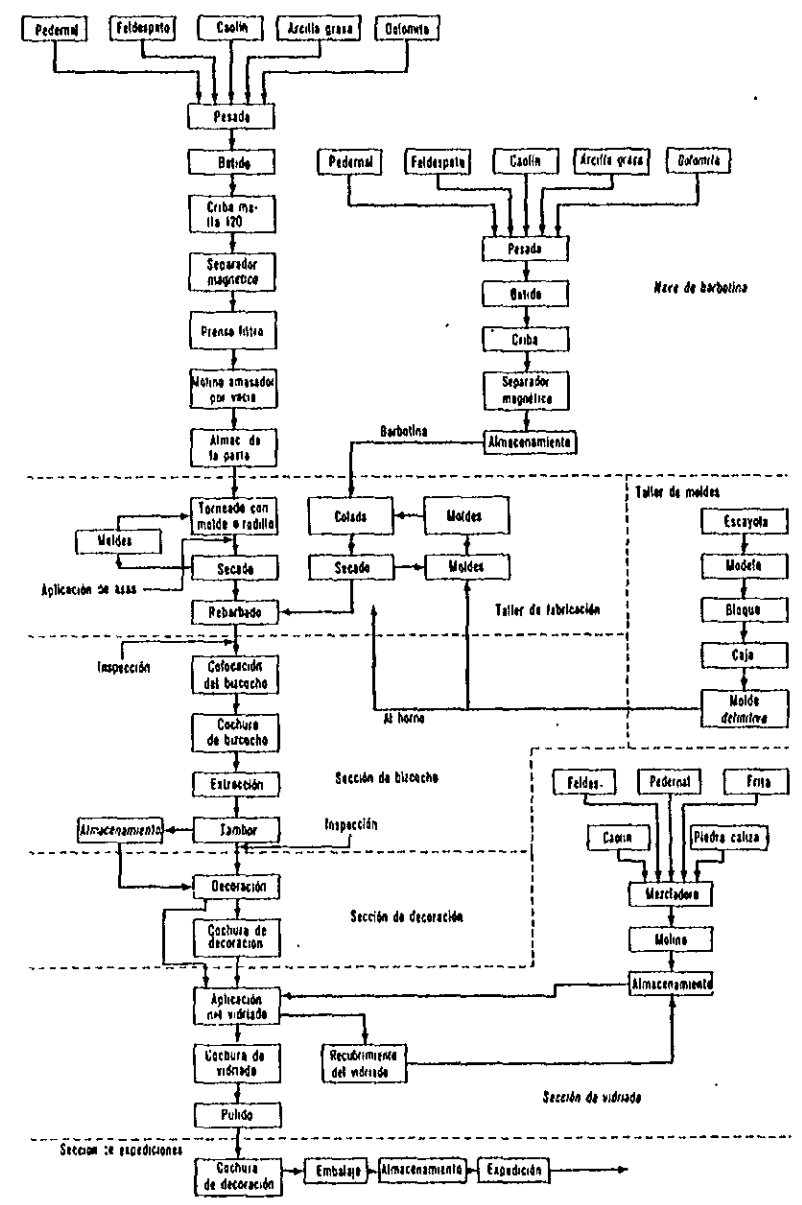 Pedernal
Feldespato
Caolín
Arcilla grasa
Dolomita
Pesada
Batido
Criba ma-
lla 120
Separador
magnético
Prensa filtro
Molino amasador
por vacío
Almac de
la pasta
Pedernal
Feldespato
Caolín
Arcilla grasa
Dolomita
Pesada
Batido
Criba
Separador
magnético
Almacenamiento
Nave de barbotina
Barbotina
Torneado con
molde o rodillo
Moldes
Secado
Aplicación de asas
Rebarbado
Colada
Moldes
Secado
Moldes
Taller de fabricación
Taller de moldes
Escayola
Modelo
Bloque
Caja
Molde
definitivo
Al horno
Inspección
Colocación
del bizcocho
Cochura
de bizcocho
Extracción
Sección de bizcocho
Almacenamiento
Tambor
Inspección
Decoración
Cochura de
decoración
Sección de decoración
Feldes-
Pedernal
Frita
Caolín
Piedra caliza
Mezcladora
Molino
Almacenamiento
Aplicación
del vidriado
Cochura de
vidriado
Recubrimiento
del vidriado
Pulido
Sección de vidriado
Sección de expediciones
Cochura
de decoración
Embalaje
Almacenamiento
Expedición